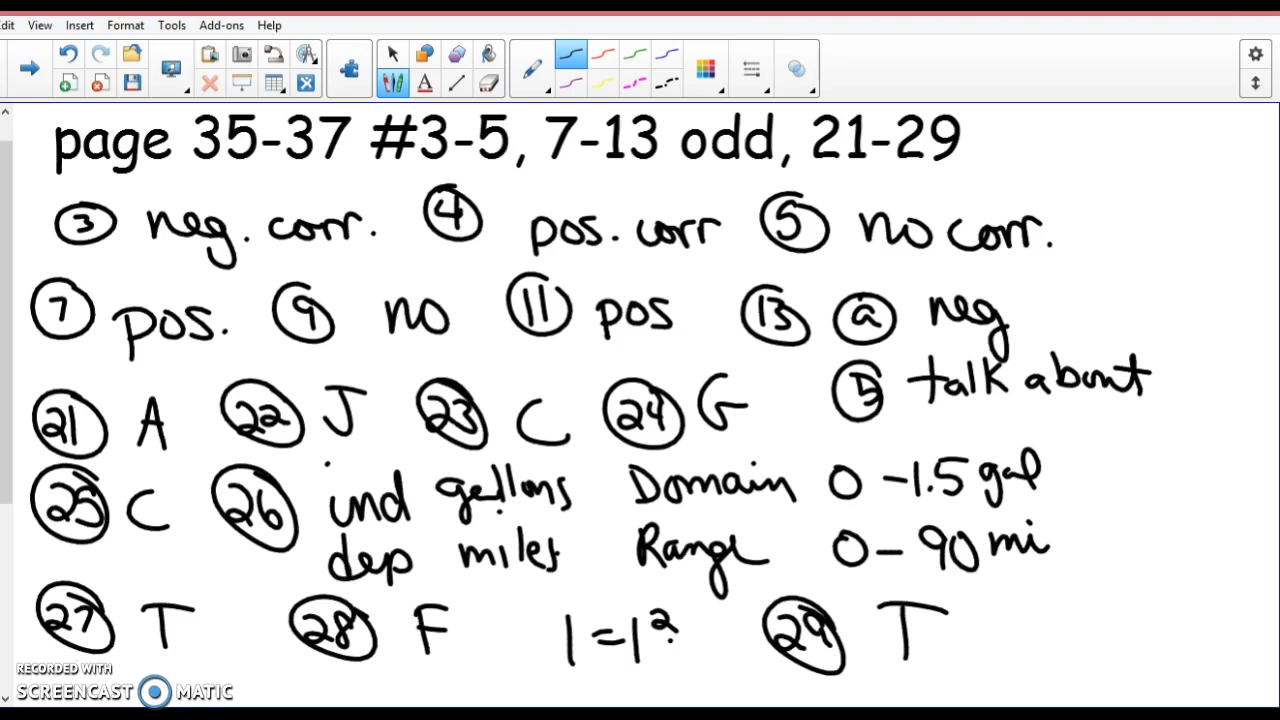 Edit View Insert Format Tools Add-ons Help
page 35-37 #3-5, 7-13 odd, 21-29
3 neg. corr. 4 pos. corr 5 no corr.
7 pos. 9 no 11 pos 13 a neg
b talk about
21 A 22 J 23 C 24 G
25 C 26 ind gallons Domain 0 - 1.5 gal
dep miles Range 0 - 90 mi
27 T 28 F 1 = 1² 29 T
RECORDED WITH
SCREENCAST MATIC